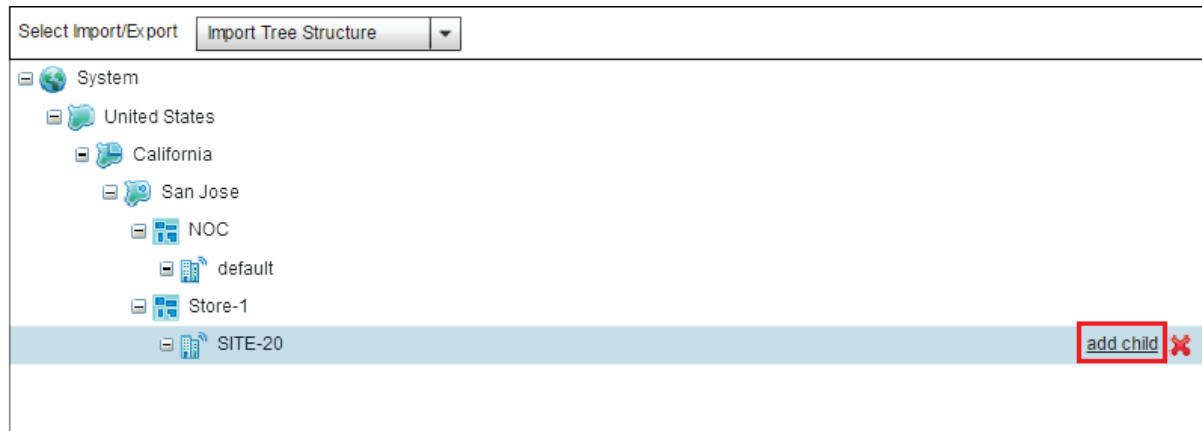 Select Import/Export Import Tree Structure
System
United States
California
San Jose
NOC
default
Store-1
SITE-20 add child